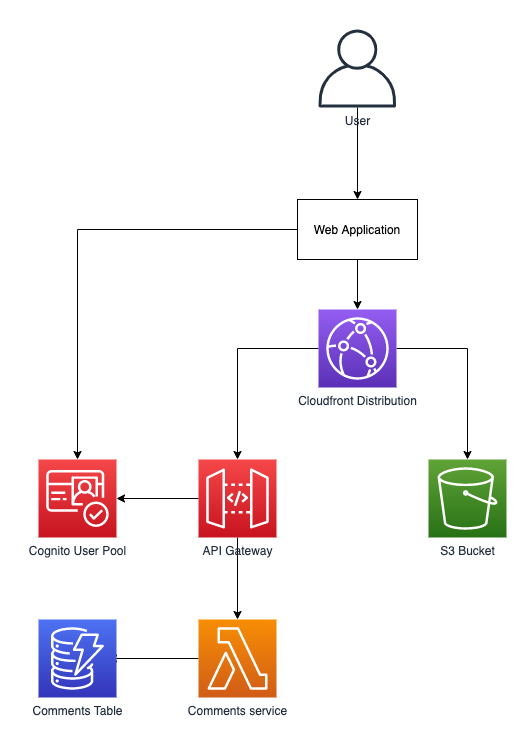 User
Web Application
Cloudfront Distribution
Cognito User Pool
API Gateway
S3 Bucket
Comments Table
Comments service